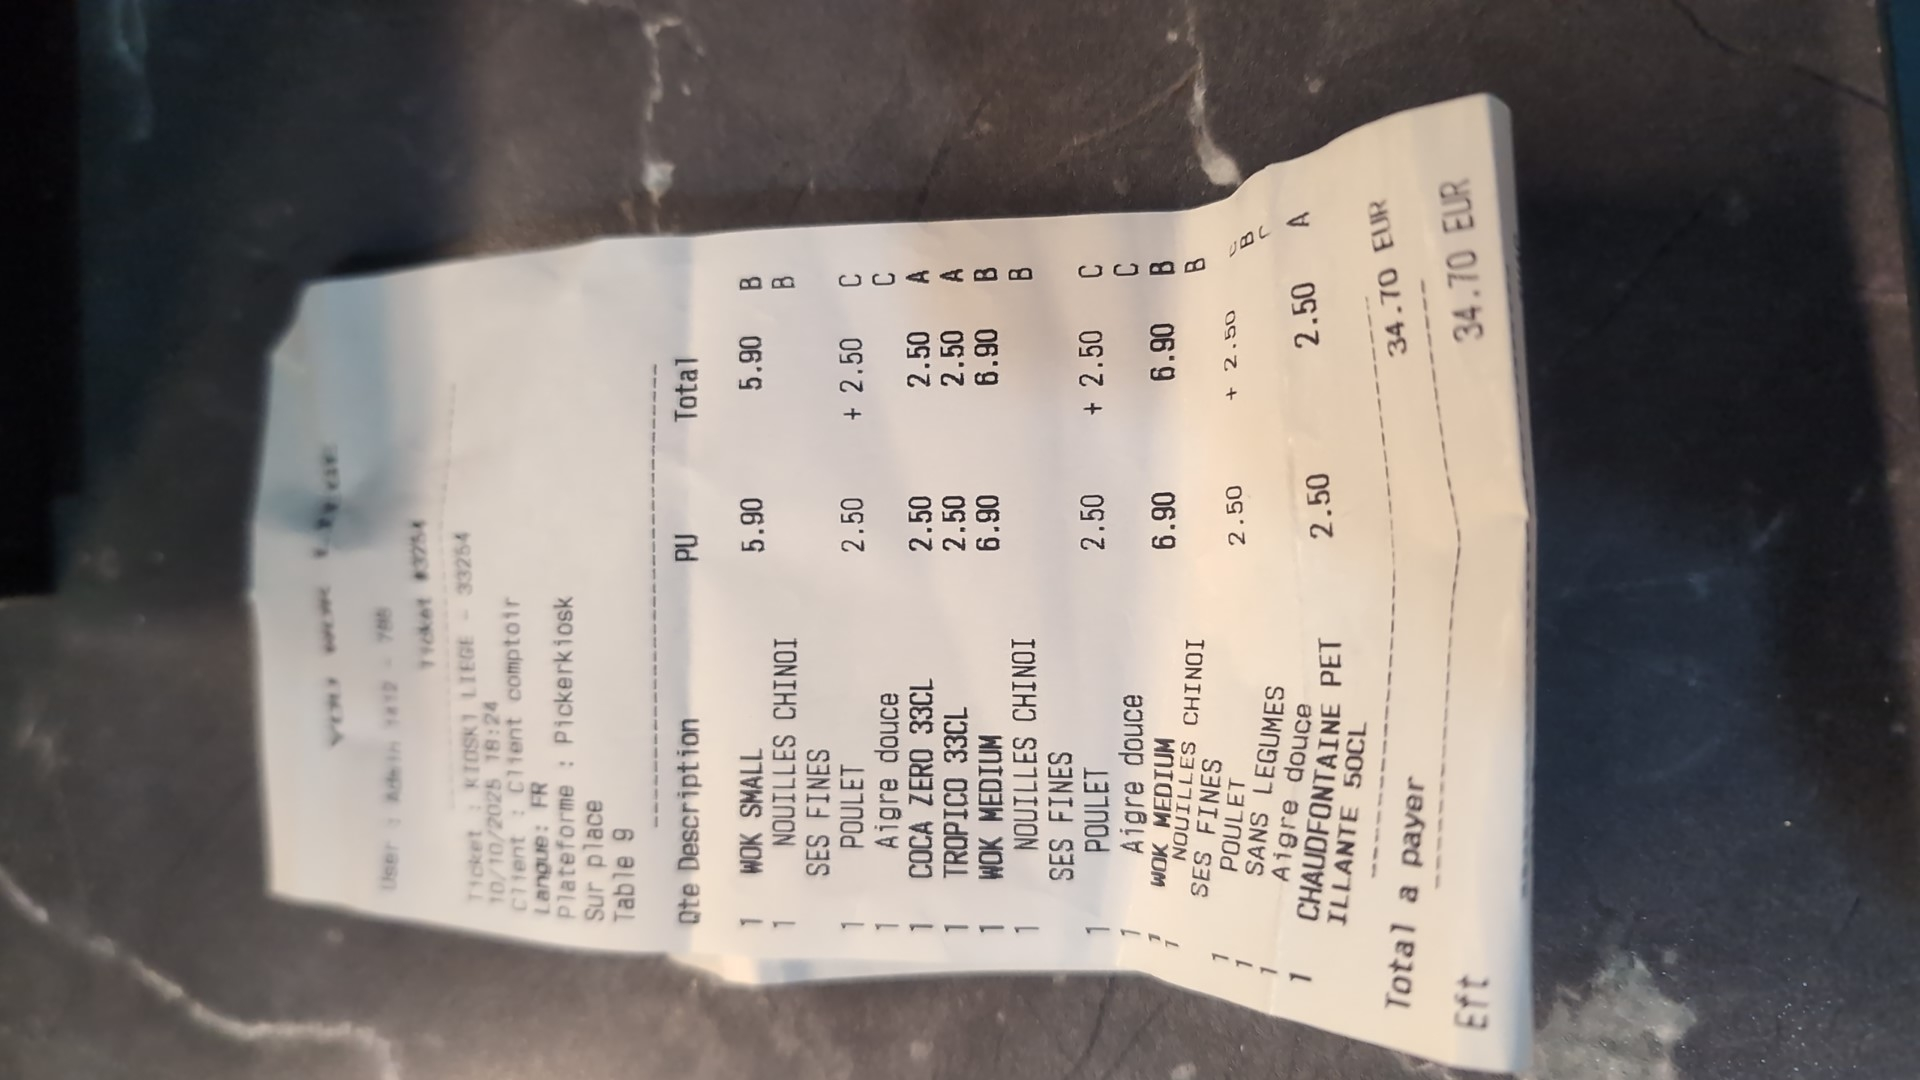 User : Admin 1412 - 788
Ticket #3254
Ticket : KIOSK1 LIEGE - 33254
10/10/2025 18:24
Client : Client comptoir
Langue: FR
Plateforme : Pickerkiosk
Sur place
Table 9
Qte Description PU Total
1 WOK SMALL 5.90 5.90 B
1 NOUILLES CHINOI B
SES FINES
1 POULET 2.50 + 2.50 C
1 Aigre douce C
1 COCA ZERO 33CL 2.50 2.50 A
1 TROPICO 33CL 2.50 2.50 A
1 WOK MEDIUM 6.90 6.90 B
1 NOUILLES CHINOI B
SES FINES
1 POULET 2.50 + 2.50 C
1 Aigre douce C
1 WOK MEDIUM 6.90 6.90 B
1 NOUILLES CHINOI B
SES FINES
1 POULET 2.50 + 2.50 C
1 SANS LEGUMES B
1 Aigre douce C
1 CHAUDFONTAINE PET 2.50 2.50 A
ILLANTE 50CL
Total a payer 34.70 EUR
Eft 34.70 EUR